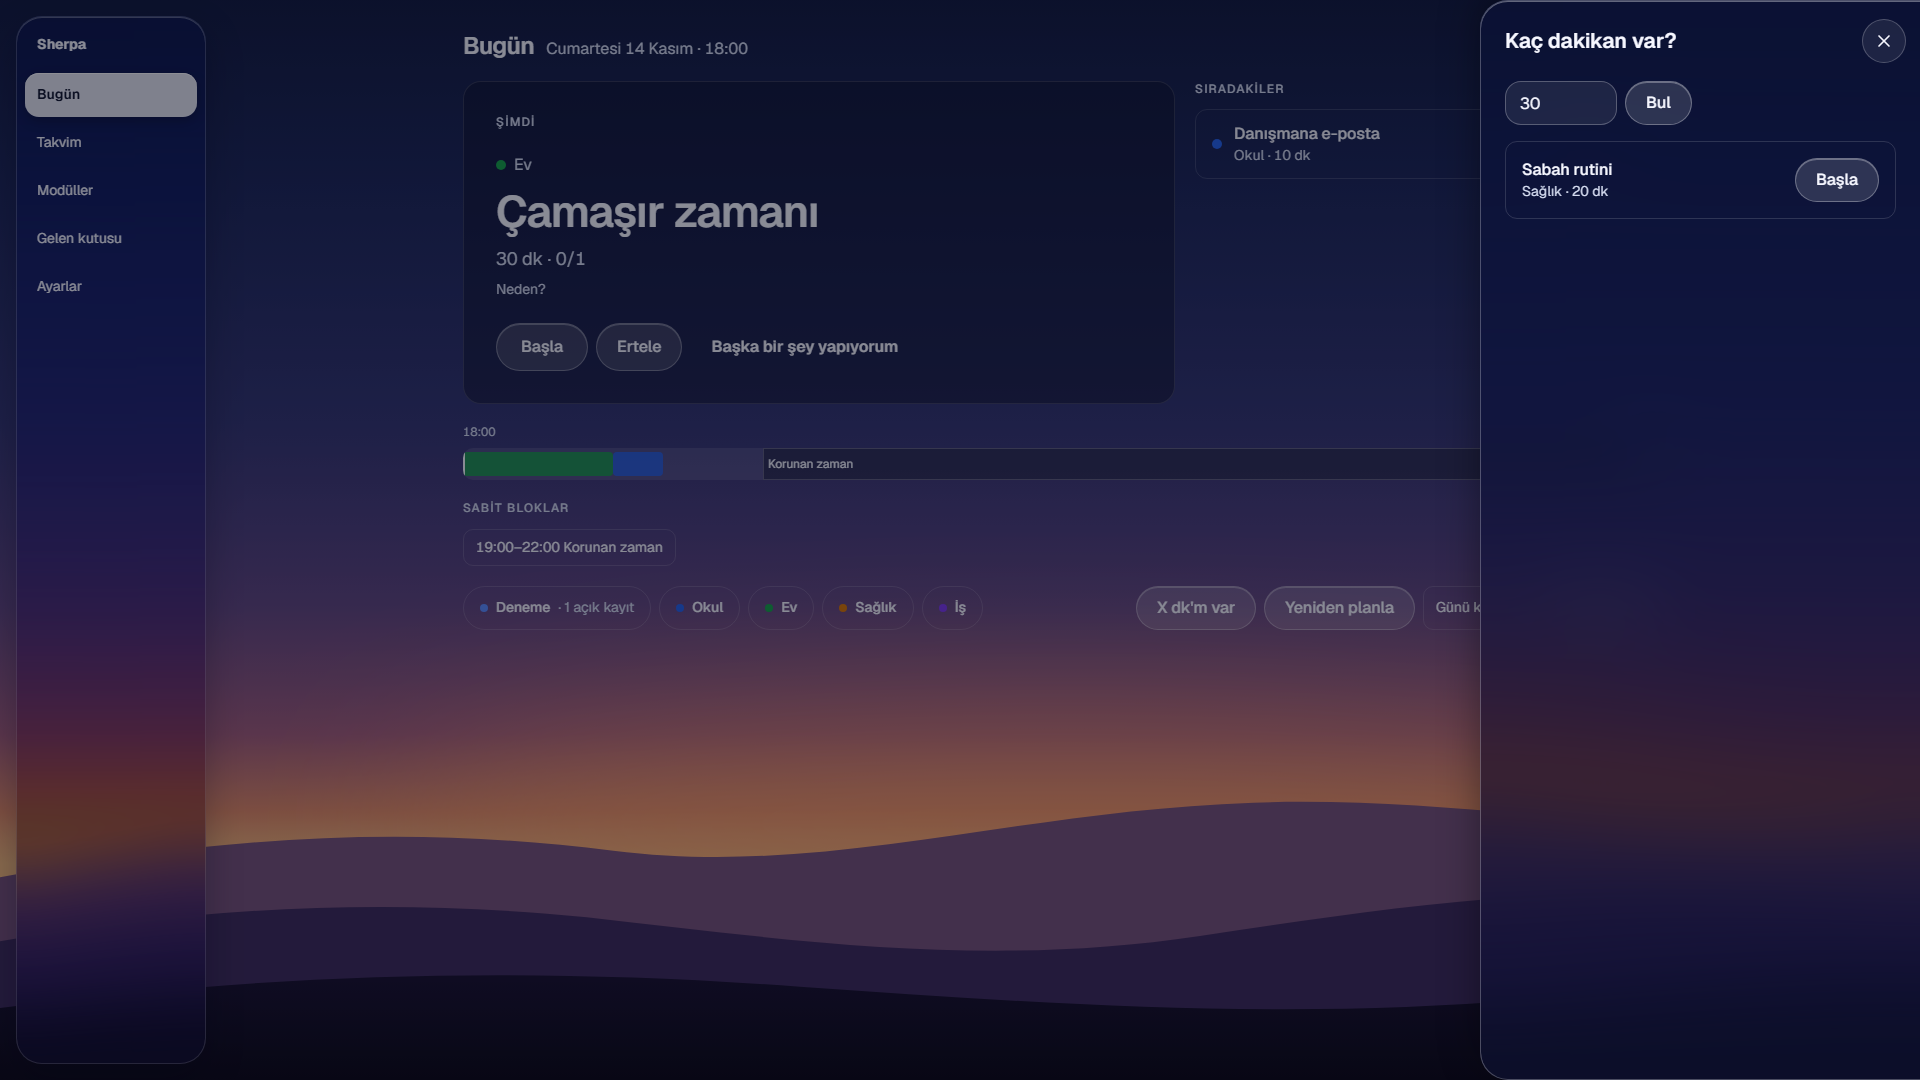 Sherpa
Bugün
Takvim
Modüller
Gelen kutusu
Ayarlar
Bugün Cumartesi 14 Kasım · 18:00
ŞİMDİ
Ev
Çamaşır zamanı
30 dk · 0/1
Neden?
Başla Ertele Başka bir şey yapıyorum
SIRADAKİLER
Danışmana e-posta
Okul · 10 dk
18:00
Korunan zaman
SABİT BLOKLAR
19:00–22:00 Korunan zaman
Deneme · 1 açık kayıt Okul Ev Sağlık İş
X dk'm var Yeniden planla Günü k
Kaç dakikan var?
30 Bul
Sabah rutini
Sağlık · 20 dk
Başla